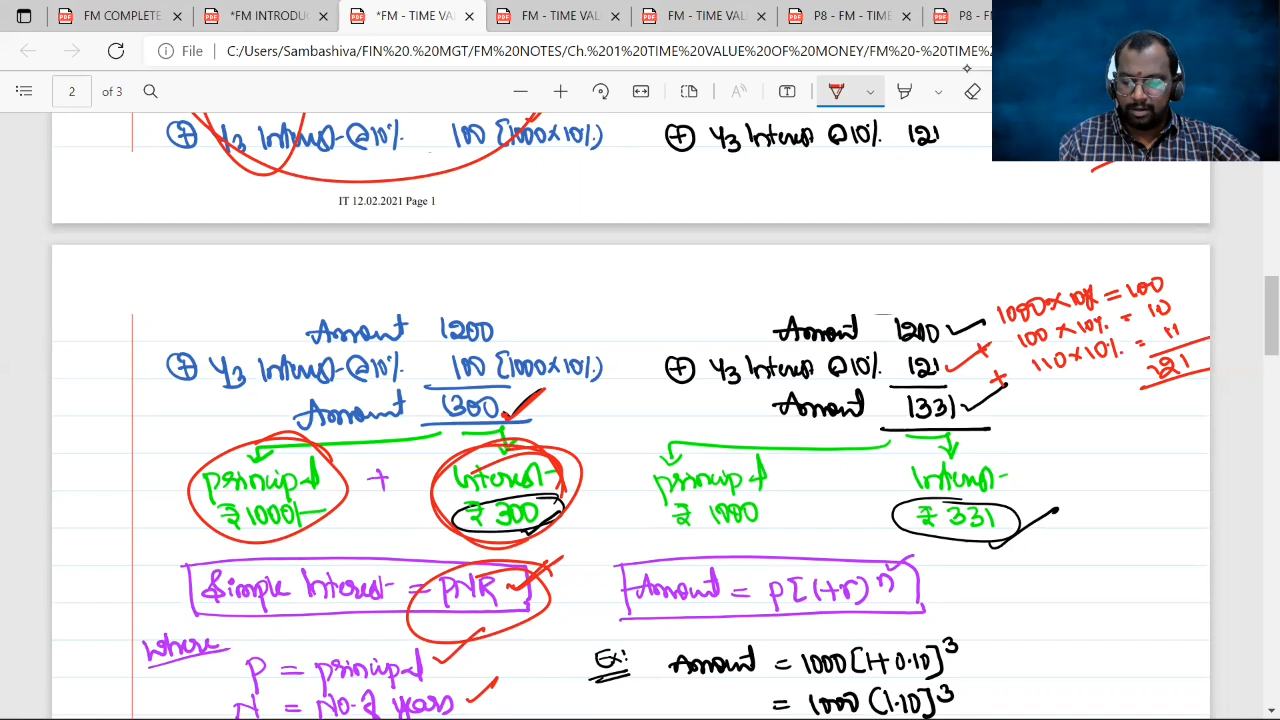 FM COMPLETE
*FM INTRODU
*FM - TIME VAL
FM - TIME VAL
FM - TIME VAL
P8 - FM - TIME
P8 - FM
File
C:/Users/Sambashiva/FIN%20.%20MGT/FM%20NOTES/Ch.%201%20TIME%20VALUE%20OF%20MONEY/FM%20-%20TIME%
2 of 3
+ Y3 Interest @10% 100 [1000×10%]
+ Y3 Interest @10% 121
IT 12.02.2021 Page 1
Amount 1200
+ Y3 Interest @10% 100 [1000×10%]
Amount 1300
principal + Interest
₹1000/- ₹ 300
Simple Interest = PNR
where
P = principal
N = No. of years
Amount 1210
+ Y3 Interest @10% 121
Amount 1331
1000×10% = 100
+ 100×10% = 10
+ 110×10% = 11
121
principal Interest
₹ 1000 ₹ 331
Amount = P[(1+r)^n]
Ex: Amount = 1000[1+0.10]^3
= 1000(1.10]^3